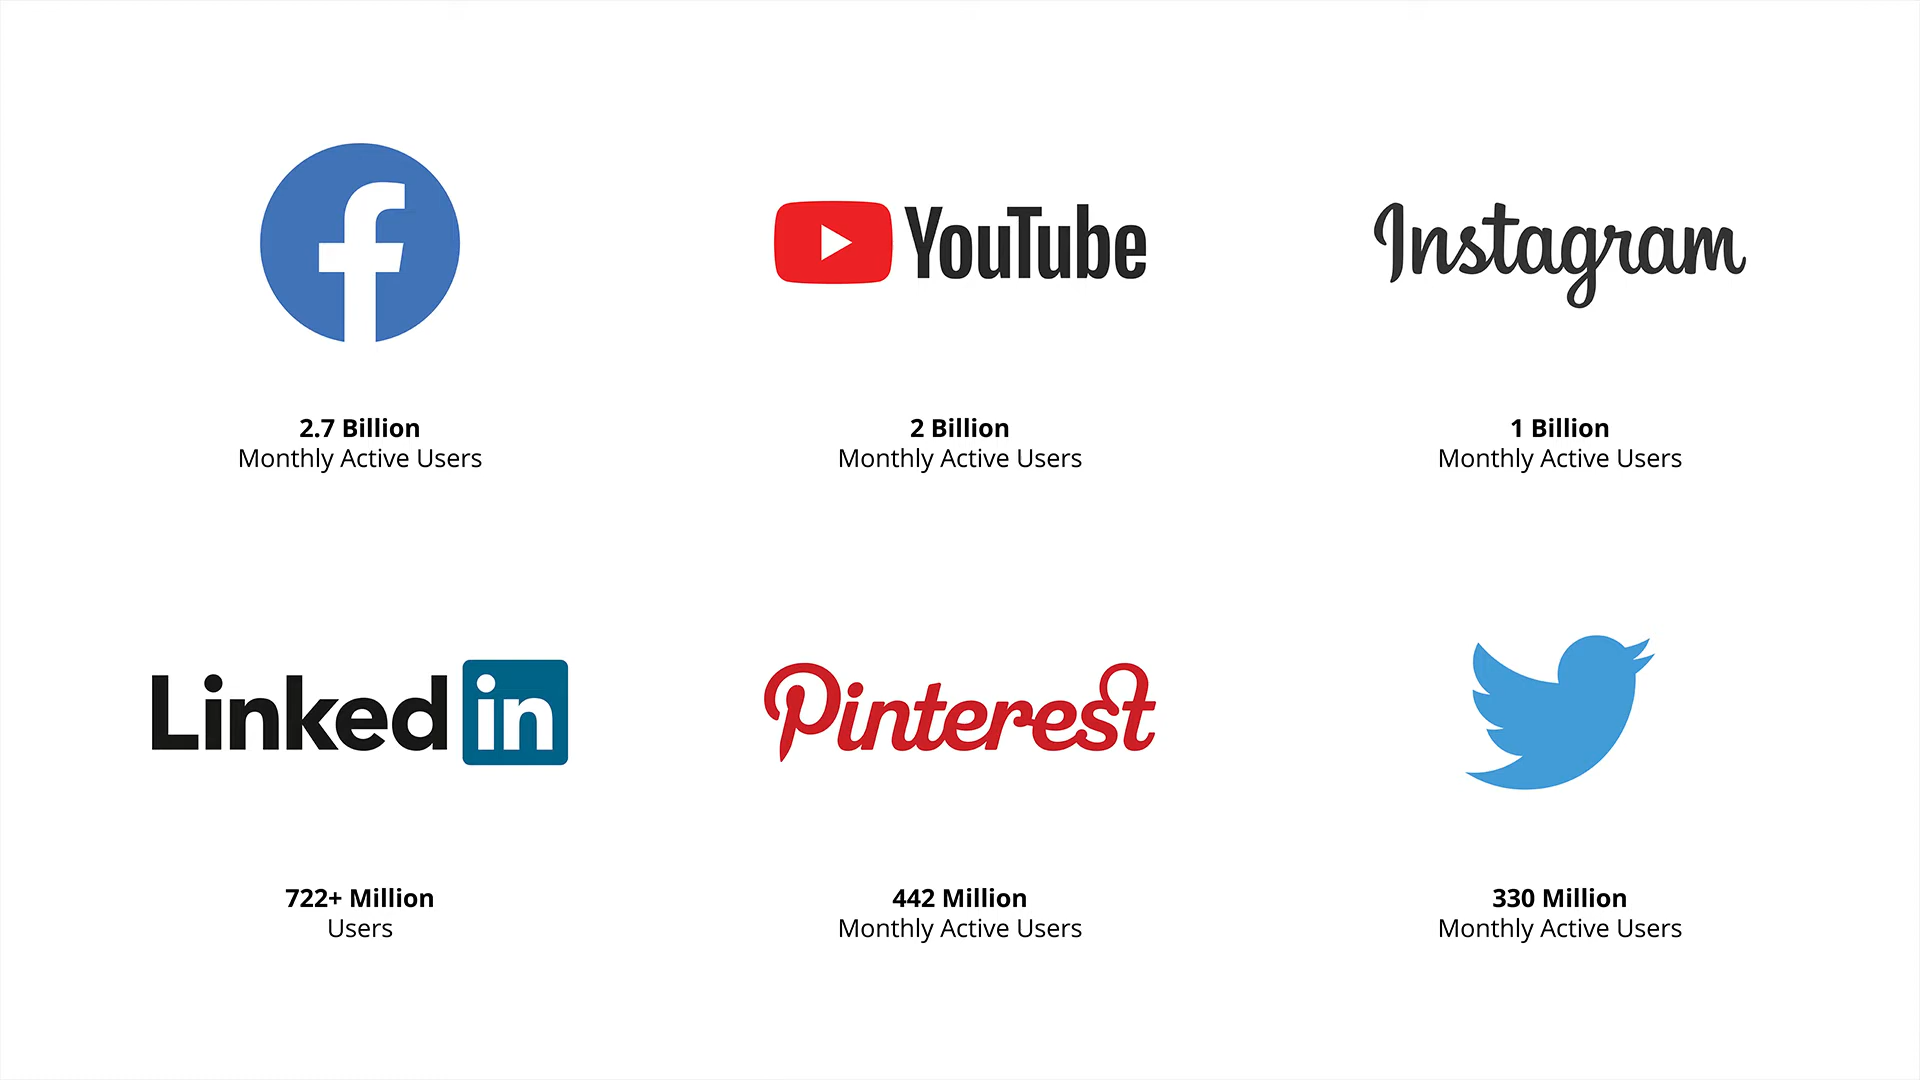 f
YouTube
Instagram
2.7 Billion
Monthly Active Users
2 Billion
Monthly Active Users
1 Billion
Monthly Active Users
Linked in
Pinterest
722+ Million
Users
442 Million
Monthly Active Users
330 Million
Monthly Active Users